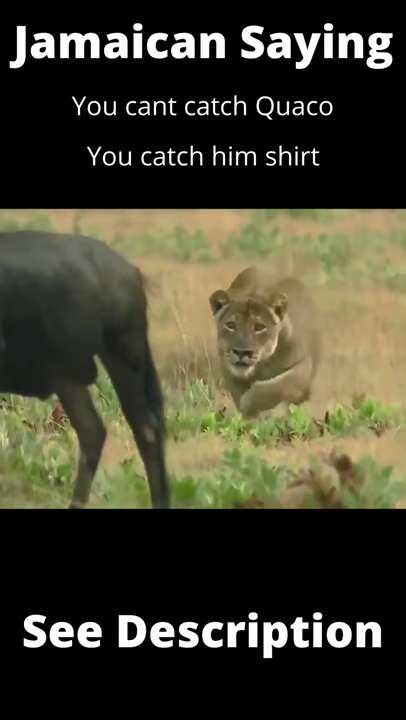 Jamaican Saying
You cant catch Quaco
You catch him shirt
See Description